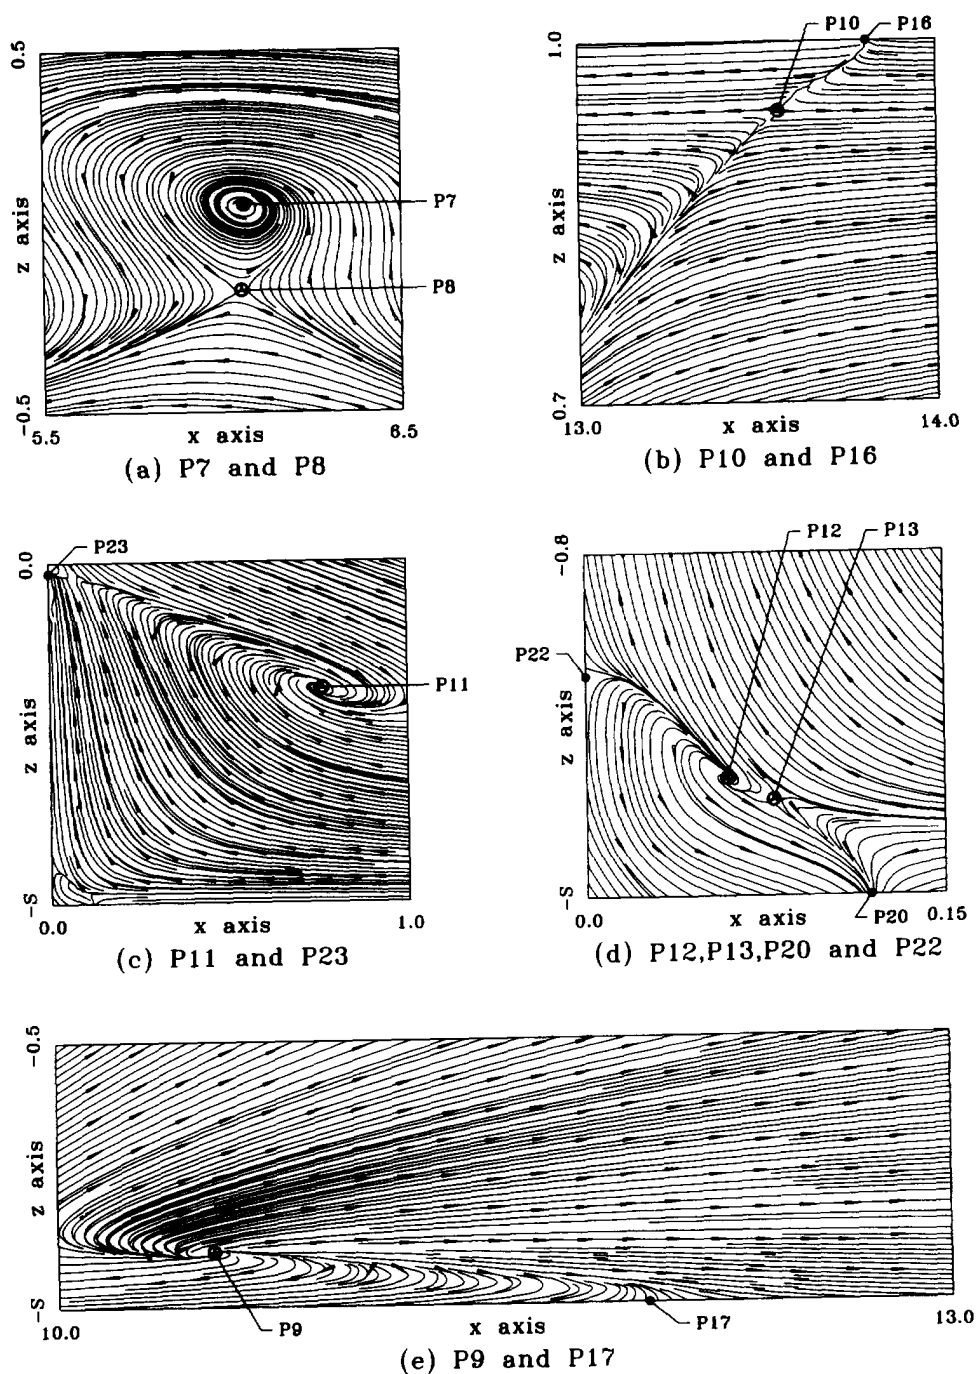 0.5
z axis
-0.5
5.5
x axis
6.5
P7
P8
(a) P7 and P8
P10
P16
1.0
z axis
0.7
13.0
x axis
14.0
(b) P10 and P16
P23
0.0
z axis
-S
0.0
x axis
1.0
P11
(c) P11 and P23
P12
P13
-0.8
P22
z axis
-S
0.0
x axis
P20
0.15
(d) P12,P13,P20 and P22
-0.5
z axis
-S
10.0
P9
x axis
P17
13.0
(e) P9 and P17